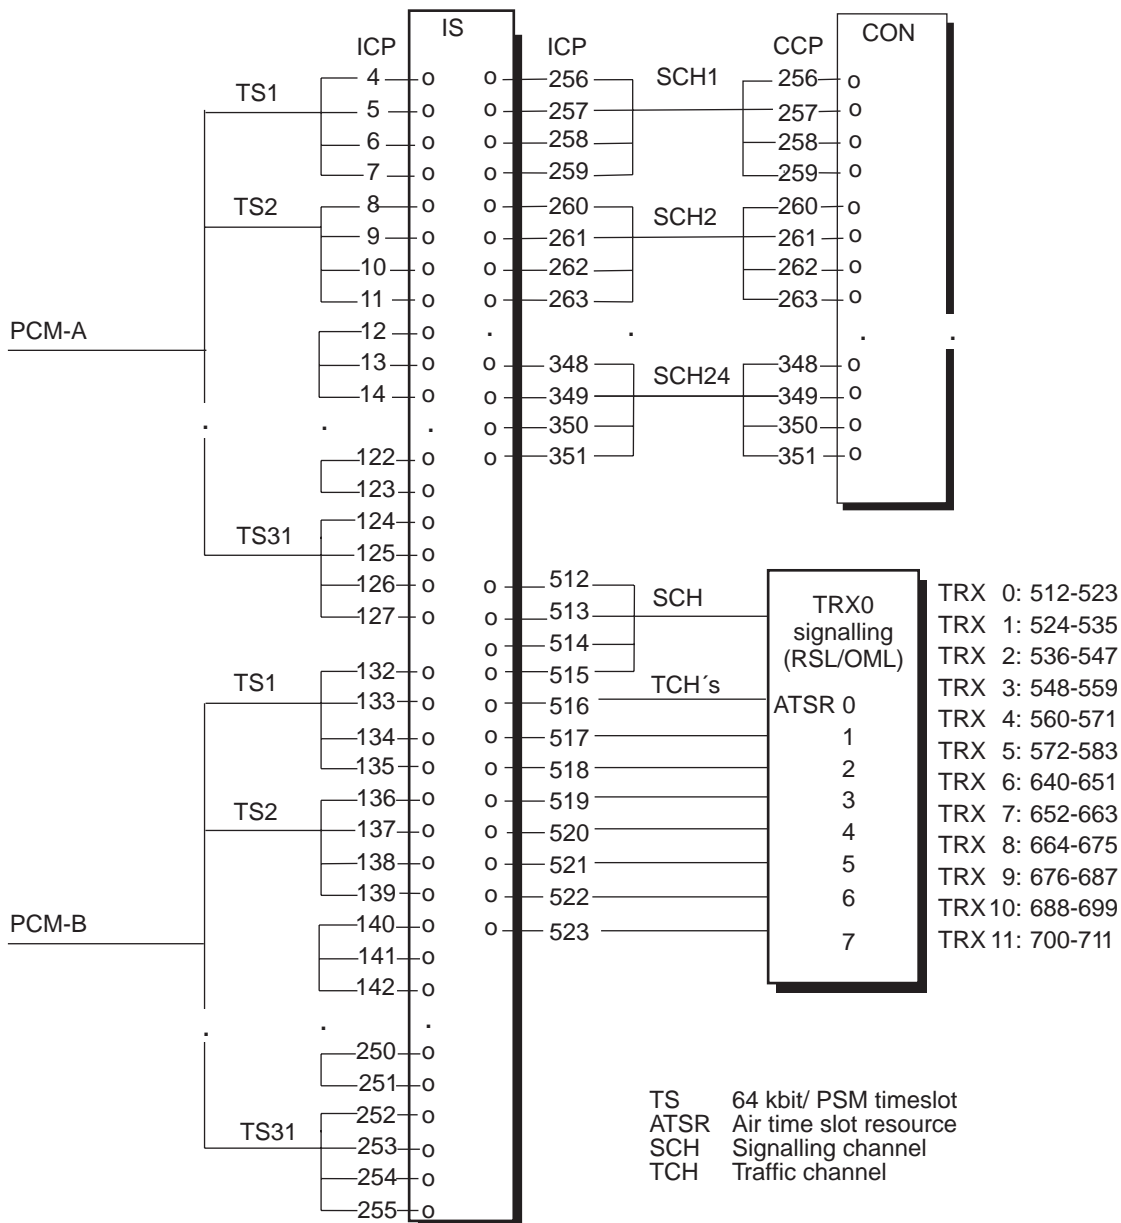 IS
CON
ICP
ICP
CCP
PCM-A
TS1
4 o
5 o
6 o
7 o
TS2
8 o
9 o
10 o
11 o
12 o
13 o
14 o
. . .
122 o
123 o
TS31
124 o
125 o
126 o
127 o
PCM-B
TS1
132 o
133 o
134 o
135 o
TS2
136 o
137 o
138 o
139 o
140 o
141 o
142 o
. . .
250 o
251 o
TS31
252 o
253 o
254 o
255 o
o 256 SCH1 256 o
o 257 257 o
o 258 258 o
o 259 259 o
o 260 SCH2 260 o
o 261 261 o
o 262 262 o
o 263 263 o
. . . .
o 348 SCH24 348 o
o 349 349 o
o 350 350 o
o 351 351 o
o 512 SCH
o 513
o 514
o 515
TCH´s
o 516
o 517
o 518
o 519
o 520
o 521
o 522
o 523
TRX0
signalling
(RSL/OML)
ATSR 0
1
2
3
4
5
6
7
TRX 0: 512-523
TRX 1: 524-535
TRX 2: 536-547
TRX 3: 548-559
TRX 4: 560-571
TRX 5: 572-583
TRX 6: 640-651
TRX 7: 652-663
TRX 8: 664-675
TRX 9: 676-687
TRX 10: 688-699
TRX 11: 700-711
TS 64 kbit/ PSM timeslot
ATSR Air time slot resource
SCH Signalling channel
TCH Traffic channel